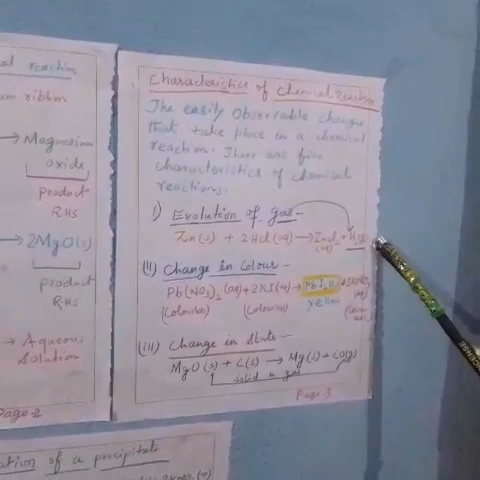 um ribbon
→ Magnesium
oxide
product
RHS
→ 2MgO(s)
product
RHS
→ Aqueous
Solution
Page-2
Characteristics of Chemical Reaction
The easily Observable changes
that take place in a chemical
reaction. There are five
characteristics of chemical
reactions.
i) Evolution of gas-
Zn(s) + 2HCl(aq) → ZnCl2 + H2(g)
(aq)
(ii) Change in Colour -
Pb(NO3)2(aq) + 2KI(aq) → PbI2(s) + 2KNO3
(aq)
(colourless) (colourless) yellow
(iii) Change in State -
MgO(s) + C(s) → Mg(s) + CO(g)
solid n gas
Page 3
ation of a precipitate